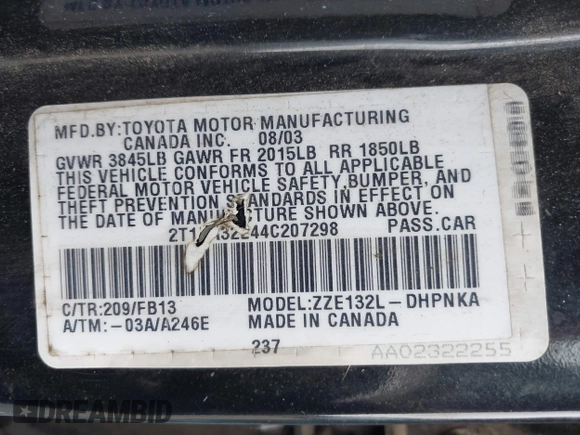 MFD.BY:TOYOTA MOTOR MANUFACTURING
CANADA INC. 08/03
GVWR 3845LB GAWR FR 2015LB RR 1850LB
THIS VEHICLE CONFORMS TO ALL APPLICABLE
FEDERAL MOTOR VEHICLE SAFETY,BUMPER, AND
THEFT PREVENTION STANDARDS IN EFFECT ON
THE DATE OF MANUFACTURE SHOWN ABOVE.
PASS.CAR
C/TR:209/FB13 MODEL:ZZE132L-DHPNKA
A/TM:-03A/A246E MADE IN CANADA
237
AA02322255
DREAMBID